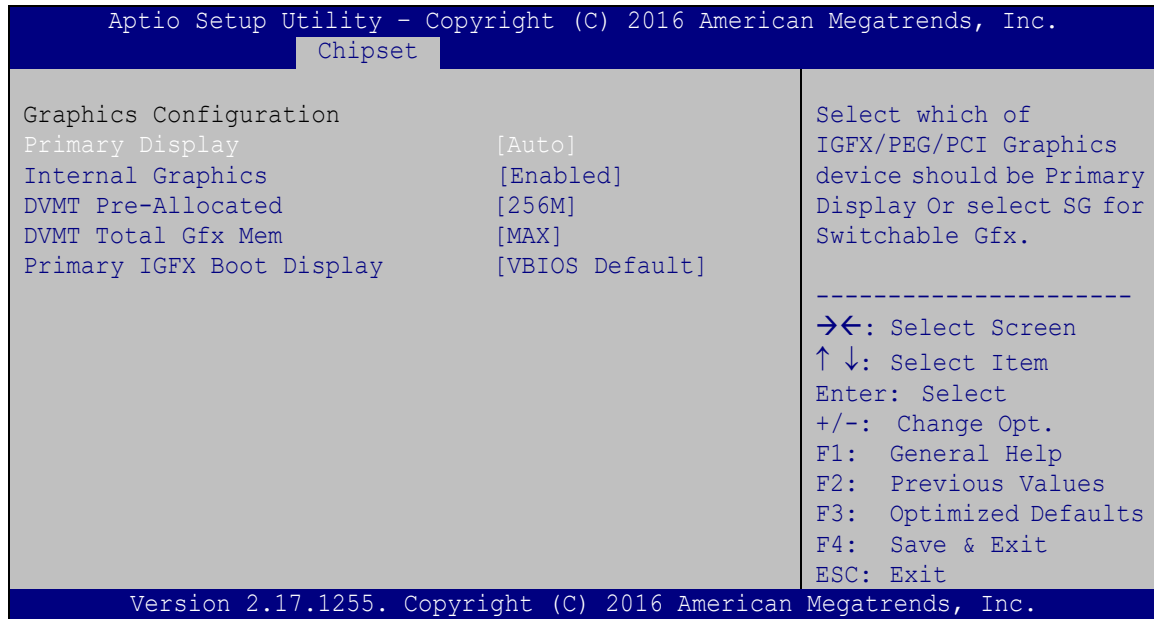 Aptio Setup Utility – Copyright (C) 2016 American Megatrends, Inc.
Chipset
Graphics Configuration
Primary Display [Auto]
Internal Graphics [Enabled]
DVMT Pre-Allocated [256M]
DVMT Total Gfx Mem [MAX]
Primary IGFX Boot Display [VBIOS Default]
Select which of
IGFX/PEG/PCI Graphics
device should be Primary
Display Or select SG for
Switchable Gfx.
----------------------
→←: Select Screen
↑ ↓: Select Item
Enter: Select
+/-: Change Opt.
F1: General Help
F2: Previous Values
F3: Optimized Defaults
F4: Save & Exit
ESC: Exit
Version 2.17.1255. Copyright (C) 2016 American Megatrends, Inc.